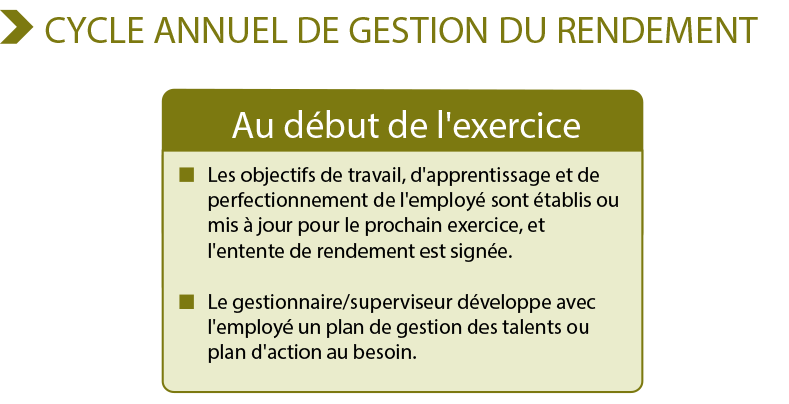 CYCLE ANNUEL DE GESTION DU RENDEMENT
Au début de l'exercice
Les objectifs de travail, d'apprentissage et de
perfectionnement de l'employé sont établis ou
mis à jour pour le prochain exercice, et
l'entente de rendement est signée.
Le gestionnaire/superviseur développe avec
l'employé un plan de gestion des talents ou
plan d'action au besoin.